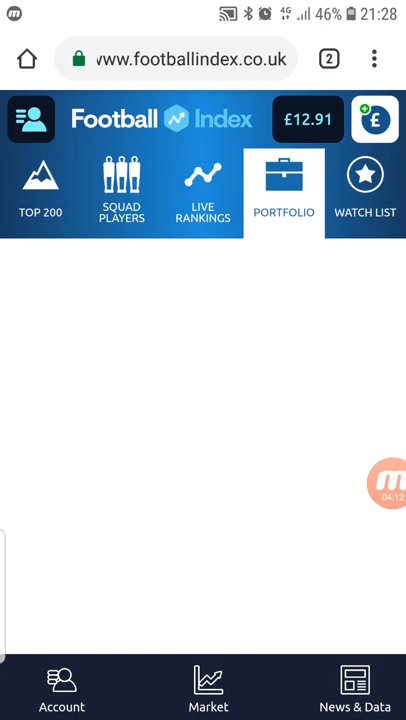 4G 46% 21:28
www.footballindex.co.uk 2
Football Index £12.91 £
TOP 200
SQUAD PLAYERS
LIVE RANKINGS
PORTFOLIO
WATCH LIST
04:12
Account
Market
News & Data